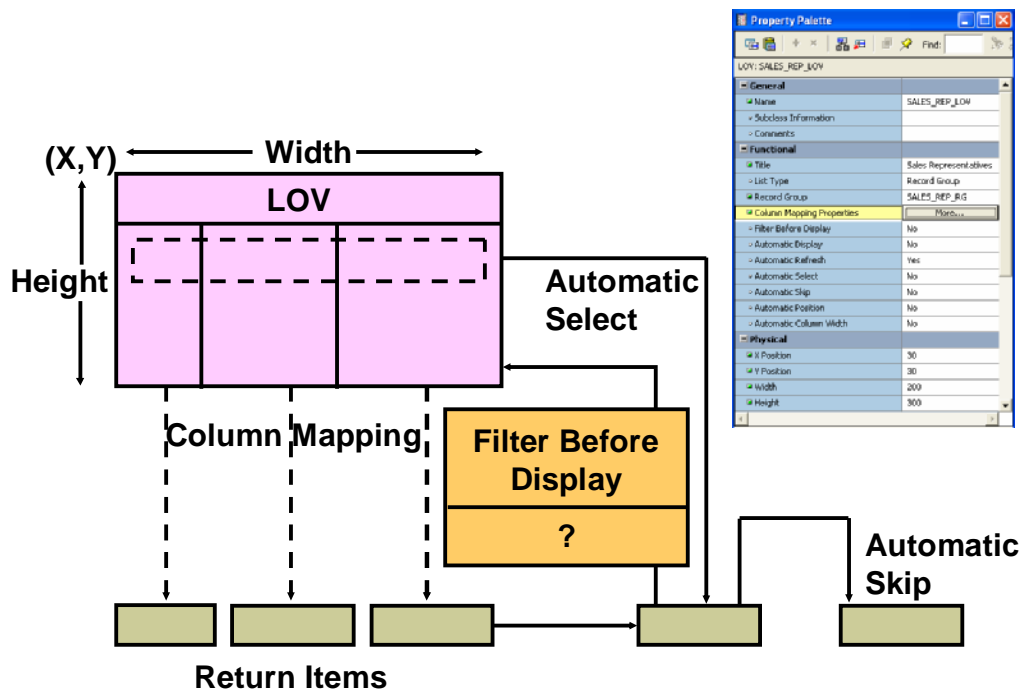 Property Palette
Find:
LOV: SALES_REP_LOV
General
Name SALES_REP_LOV
Subclass Information
Comments
Functional
Title Sales Representatives
List Type Record Group
Record Group SALES_REP_RG
Column Mapping Properties More...
Filter Before Display No
Automatic Display No
Automatic Refresh Yes
Automatic Select No
Automatic Skip No
Automatic Position No
Automatic Column Width No
Physical
X Position 30
Y Position 30
Width 200
Height 300
(X,Y)
Width
LOV
Height
Automatic
Select
Column Mapping
Filter Before
Display
?
Automatic
Skip
Return Items